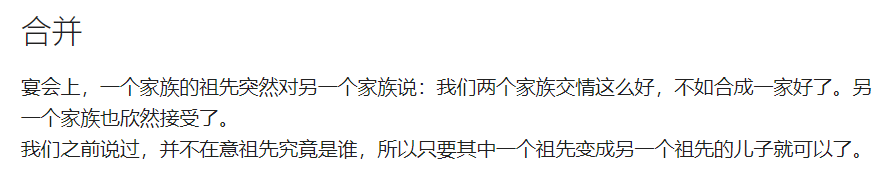 合并
宴会上，一个家族的祖先突然对另一个家族说：我们两个家族交情这么好，不如合成一家好了。另
一个家族也欣然接受了。
我们之前说过，并不在意祖先究竟是谁，所以只要其中一个祖先变成另一个祖先的儿子就可以了。